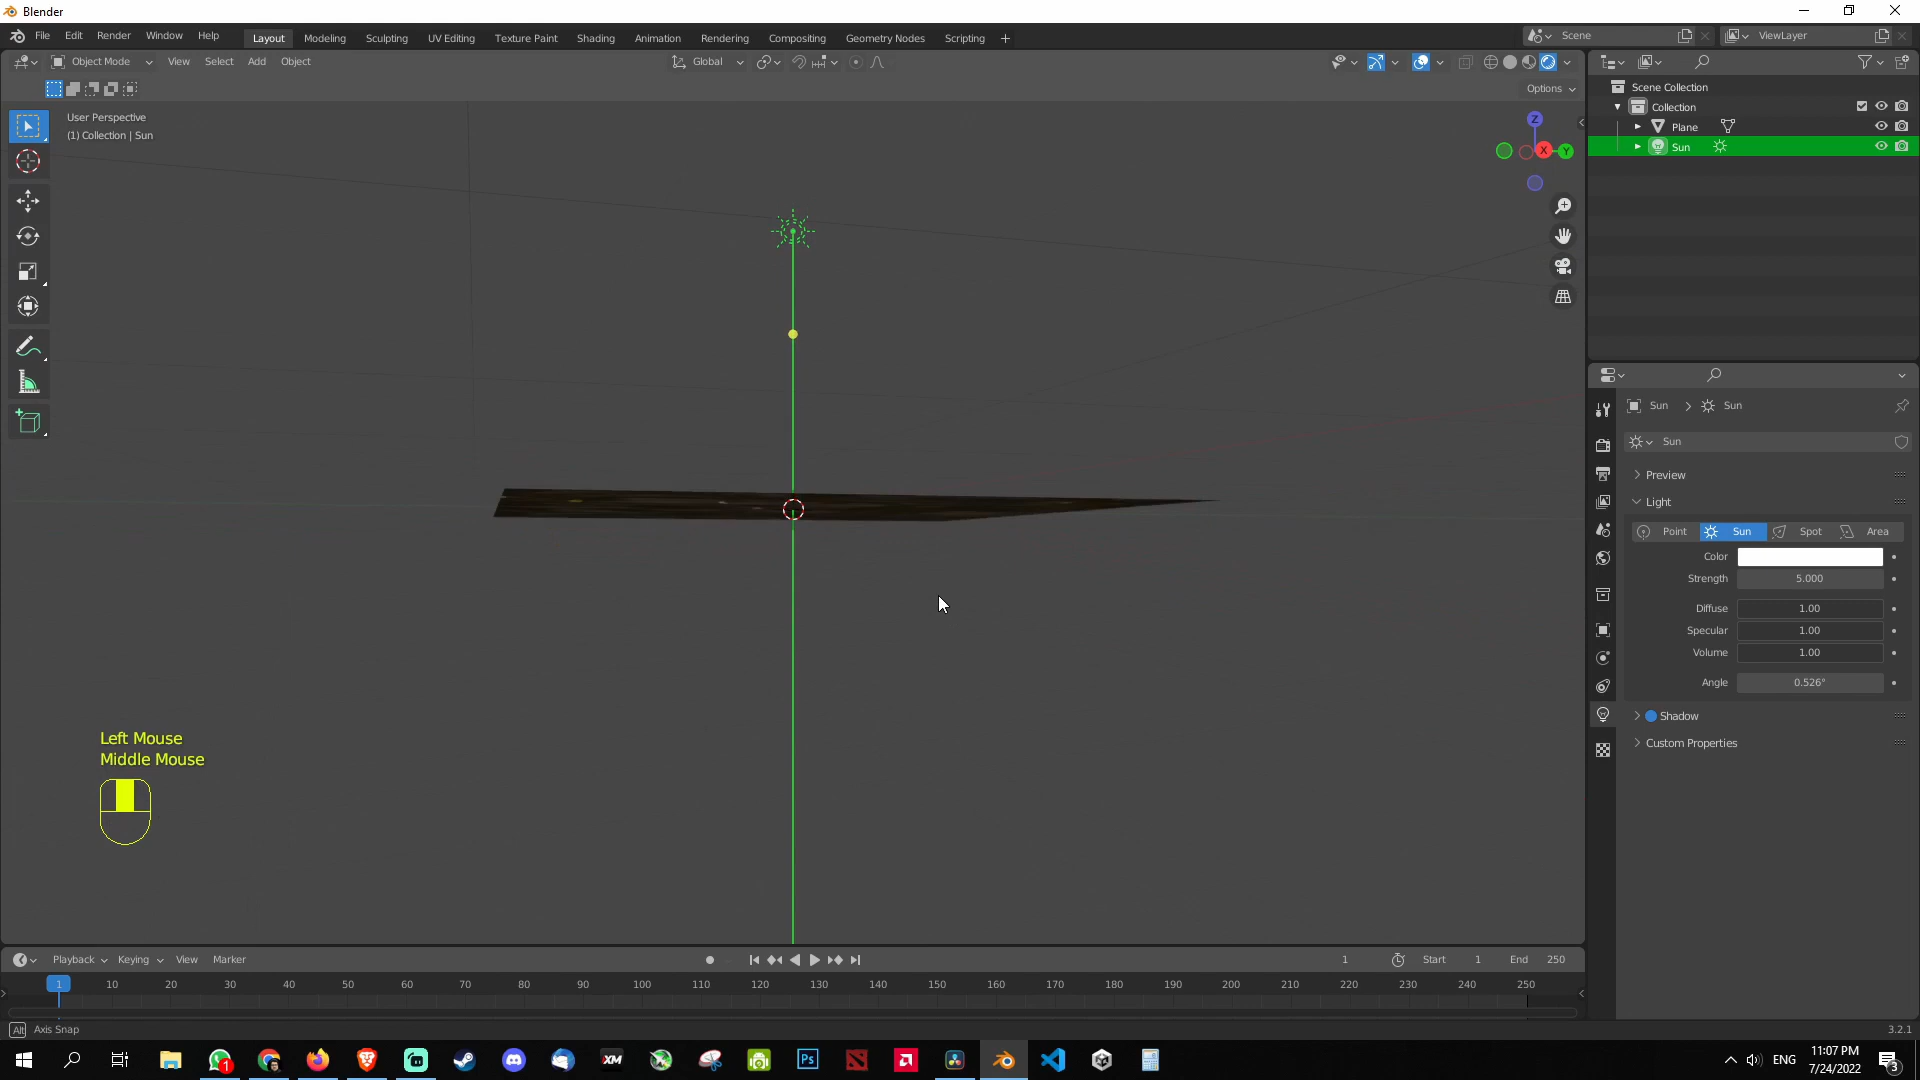 Blender
File Edit Render Window Help Layout Modeling Sculpting UV Editing Texture Paint Shading Animation Rendering Compositing Geometry Nodes Scripting + Scene ViewLayer
Object Mode View Select Add Object Global
Options
User Perspective
(1) Collection | Sun
Z
X
Y
Scene Collection
Collection
Plane
Sun
Sun > Sun
Sun
Preview
Light
Point Sun Spot Area
Color
Strength 5.000
Diffuse 1.00
Specular 1.00
Volume 1.00
Angle 0.526°
Shadow
Custom Properties
Left Mouse
Middle Mouse
Playback Keying View Marker 1 Start 1 End 250
1 10 20 30 40 50 60 70 80 90 100 110 120 130 140 150 160 170 180 190 200 210 220 230 240 250
Alt Axis Snap 3.2.1
1 XM Ps ENG 11:07 PM
7/24/2022 3